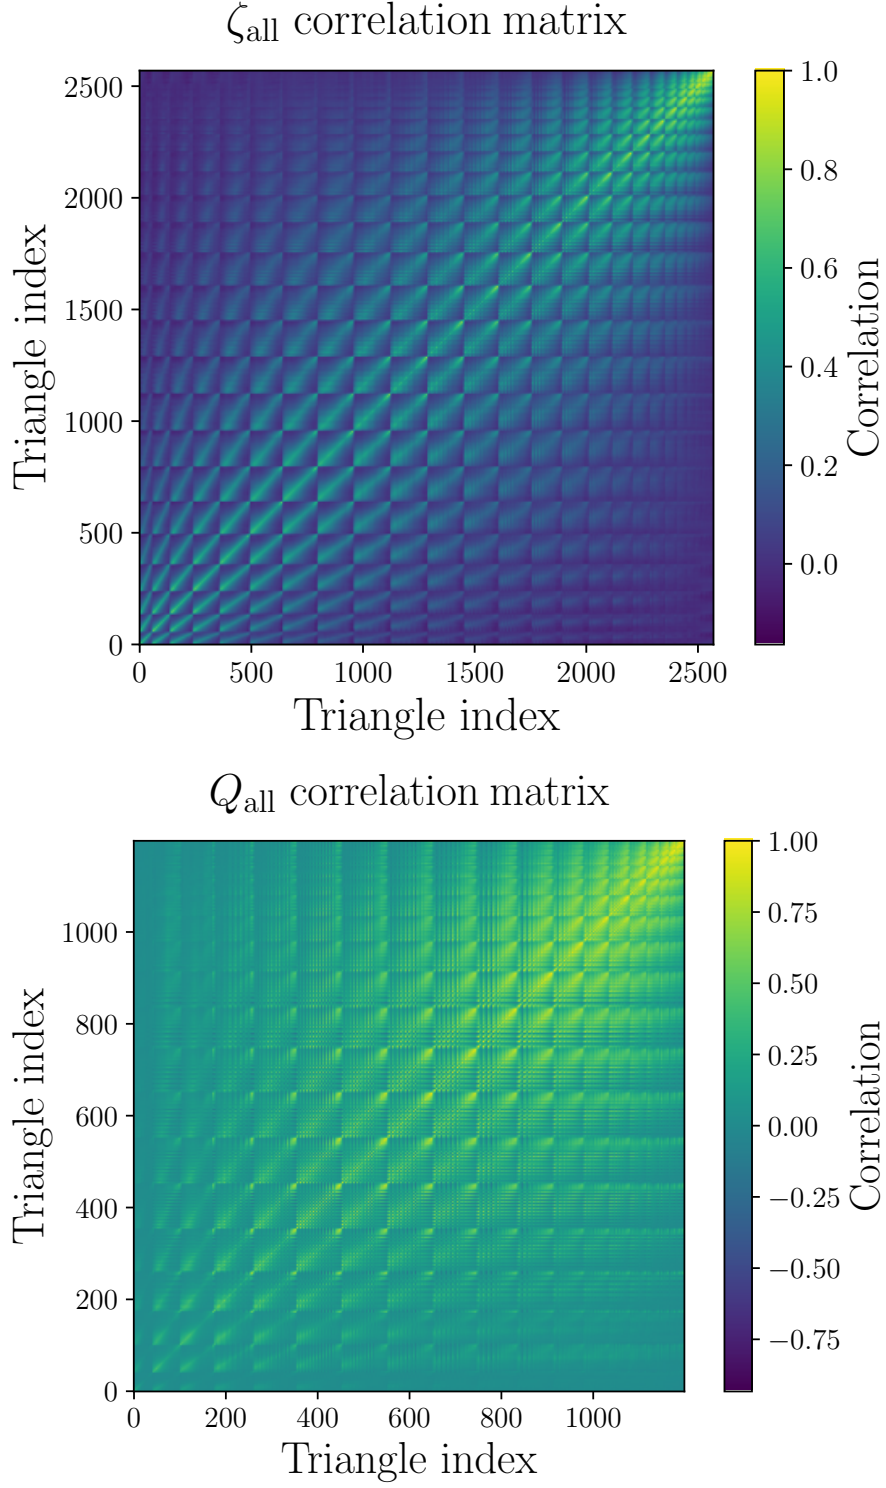 ζall correlation matrix
1.0
0.8
0.6
0.4
0.2
0.0
Correlation
2500
2000
1500
1000
500
0
Triangle index
0 500 1000 1500 2000 2500
Triangle index
Qall correlation matrix
1.00
0.75
0.50
0.25
0.00
−0.25
−0.50
−0.75
Correlation
1000
800
600
400
200
0
Triangle index
0 200 400 600 800 1000
Triangle index